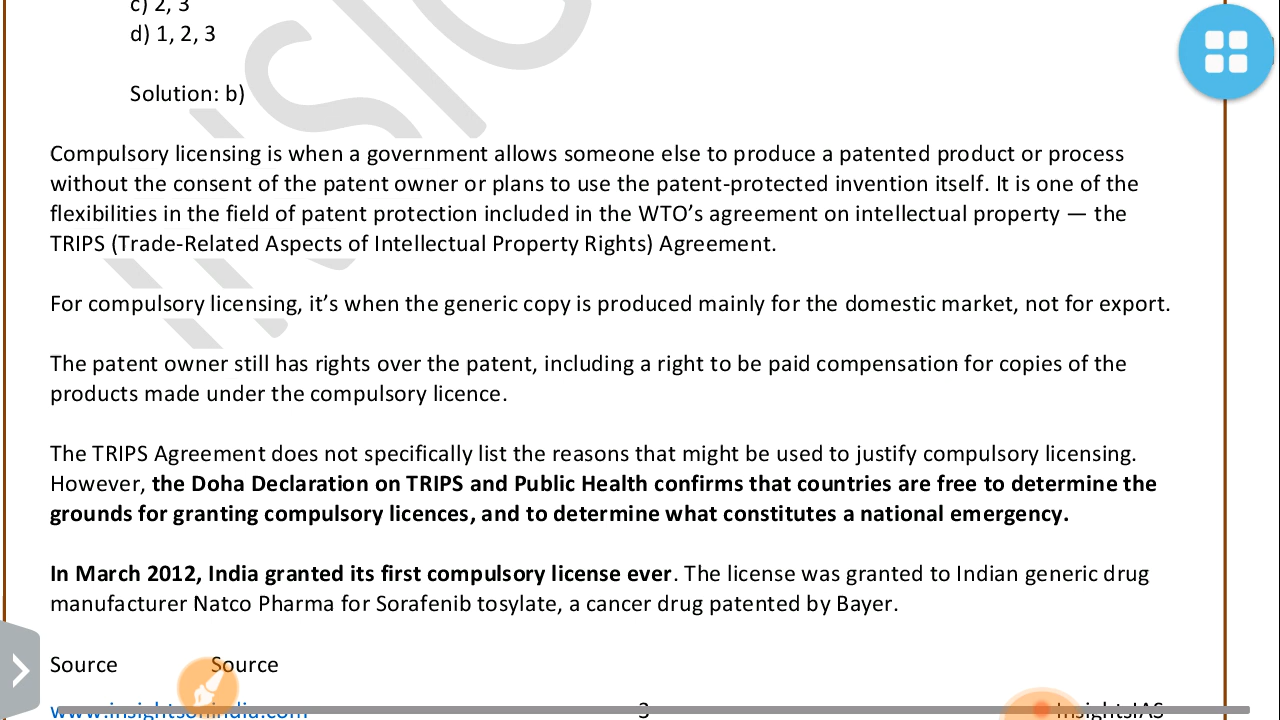 c) 2, 3
d) 1, 2, 3
Solution: b)
Compulsory licensing is when a government allows someone else to produce a patented product or process
without the consent of the patent owner or plans to use the patent-protected invention itself. It is one of the
flexibilities in the field of patent protection included in the WTO’s agreement on intellectual property — the
TRIPS (Trade-Related Aspects of Intellectual Property Rights) Agreement.
For compulsory licensing, it’s when the generic copy is produced mainly for the domestic market, not for export.
The patent owner still has rights over the patent, including a right to be paid compensation for copies of the
products made under the compulsory licence.
The TRIPS Agreement does not specifically list the reasons that might be used to justify compulsory licensing.
However, the Doha Declaration on TRIPS and Public Health confirms that countries are free to determine the
grounds for granting compulsory licences, and to determine what constitutes a national emergency.
In March 2012, India granted its first compulsory license ever. The license was granted to Indian generic drug
manufacturer Natco Pharma for Sorafenib tosylate, a cancer drug patented by Bayer.
Source Source
www.insightsonindia.com 3 InsightsIAS